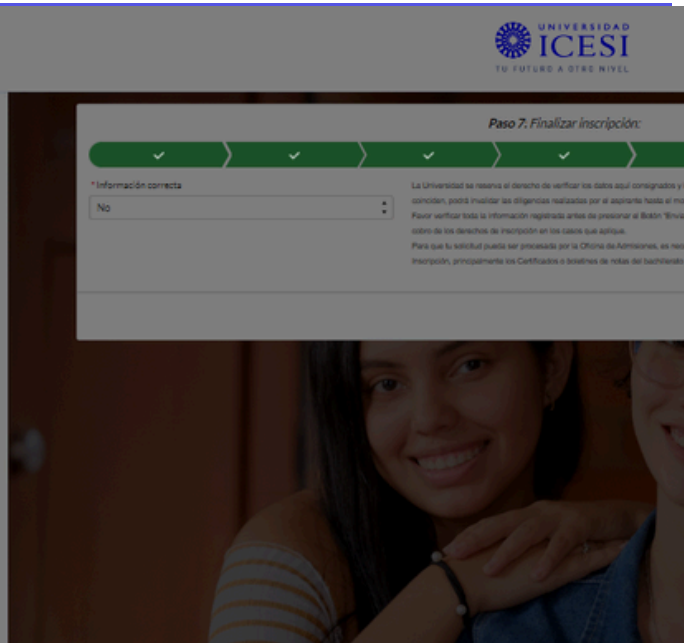 UNIVERSIDAD
ICESI
TU FUTURO A OTRO NIVEL
Paso 7. Finalizar inscripción:
*Información correcta
No
La Universidad se reserva el derecho de verificar los datos aquí consignados y
coinciden, podrá invalidar las diligencias realizadas por el aspirante hasta el mo
Favor verificar toda la información registrada antes de presionar el Botón "Envia
cobro de los derechos de inscripción en los casos que aplique.
Para que tu solicitud pueda ser procesada por la Oficina de Admisiones, es nec
Inscripción, principalmente los Certificados o boletines de notas del bachillerato